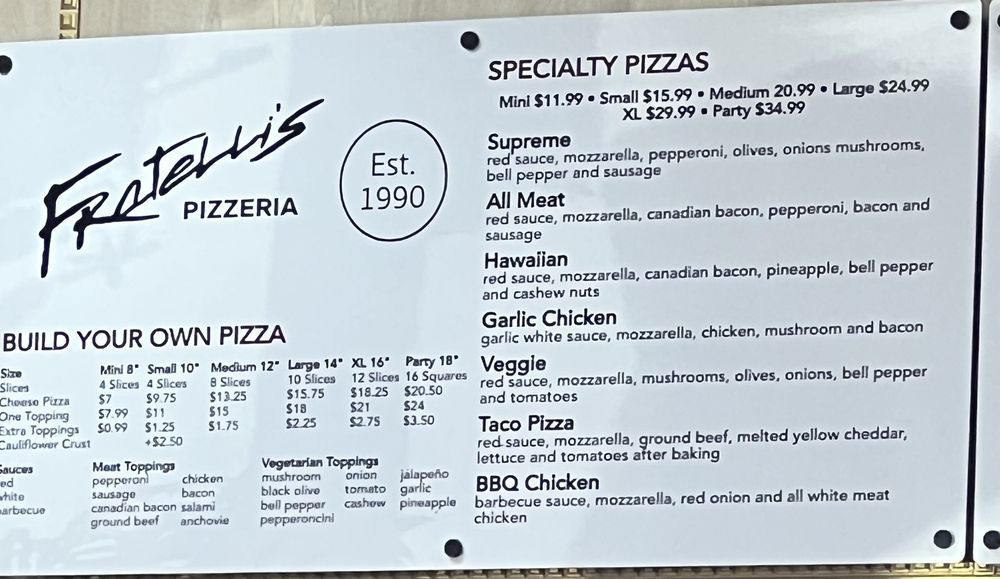 Fratelli's
PIZZERIA
Est.
1990
BUILD YOUR OWN PIZZA
Size Mini 8" Small 10" Medium 12" Large 14" XL 16" Party 18"
Slices 4 Slices 4 Slices 8 Slices 10 Slices 12 Slices 16 Squares
Cheese Pizza $7 $9.75 $13.25 $15.75 $18.25 $20.50
One Topping $7.99 $11 $15 $18 $21 $24
Extra Toppings $0.99 $1.25 $1.75 $2.25 $2.75 $3.50
Cauliflower Crust +$2.50
Sauces
red
white
barbecue
Meat Toppings
pepperoni chicken
sausage bacon
canadian bacon salami
ground beef anchovie
Vegetarian Toppings
mushroom onion jalapeño
black olive tomato garlic
bell pepper cashew pineapple
pepperoncini
SPECIALTY PIZZAS
Mini $11.99 • Small $15.99 • Medium 20.99 • Large $24.99
XL $29.99 • Party $34.99
Supreme
red sauce, mozzarella, pepperoni, olives, onions mushrooms,
bell pepper and sausage
All Meat
red sauce, mozzarella, canadian bacon, pepperoni, bacon and
sausage
Hawaiian
red sauce, mozzarella, canadian bacon, pineapple, bell pepper
and cashew nuts
Garlic Chicken
garlic white sauce, mozzarella, chicken, mushroom and bacon
Veggie
red sauce, mozzarella, mushrooms, olives, onions, bell pepper
and tomatoes
Taco Pizza
red sauce, mozzarella, ground beef, melted yellow cheddar,
lettuce and tomatoes after baking
BBQ Chicken
barbecue sauce, mozzarella, red onion and all white meat
chicken